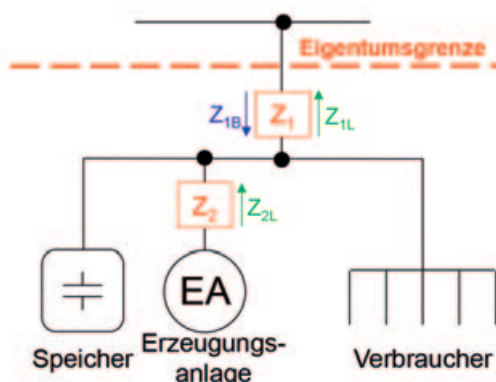 Eigentumsgrenze
Z1B
Z1
Z1L
Z2
Z2L
EA
Speicher
Erzeugungs-
anlage
Verbraucher